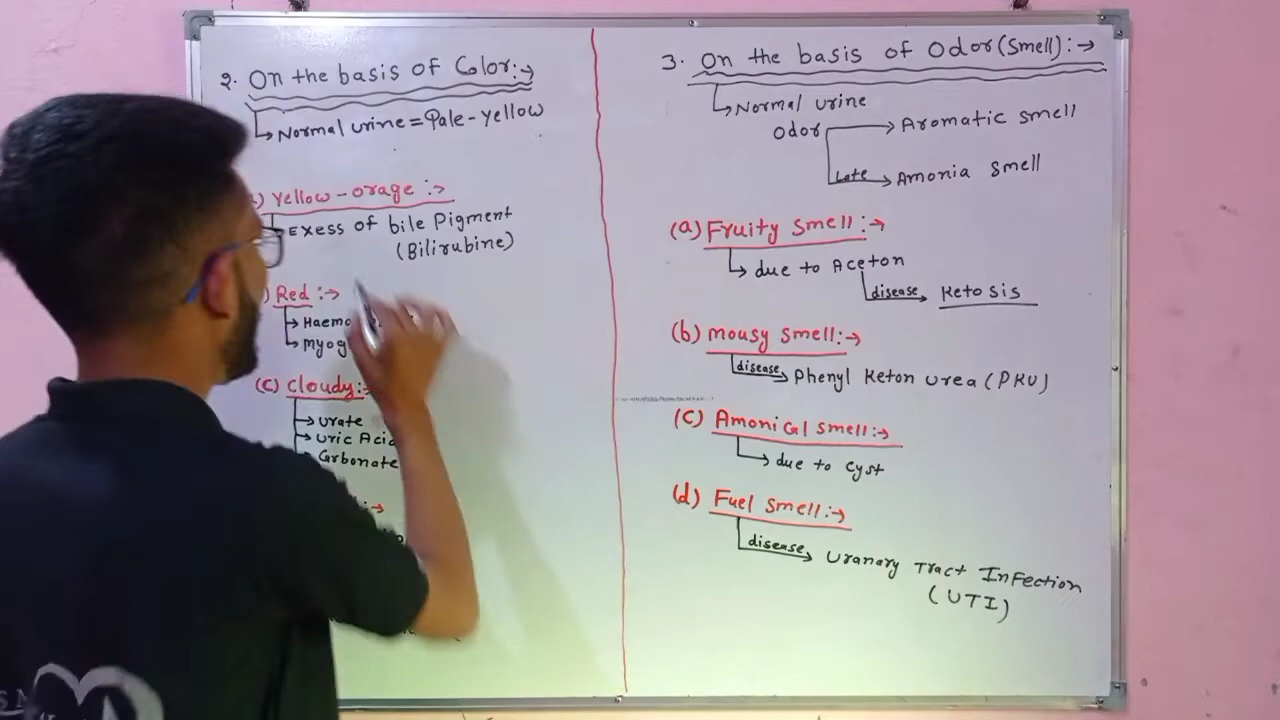 2. On the basis of Color:→
Normal urine = Pale-Yellow
Yellow-orage :→
Exess of bile Pigment
(Bilirubine)
Red :→
(C) Cloudy:
urate
uric Acid
Carbonate
3. On the basis of Odor (Smell):→
Normal urine
Odor → Aromatic smell
Late → Amonia smell
(a) Fruity smell:→
due to Aceton
disease → Ketosis
(b) mousy smell:→
disease → Phenyl Keton urea (PKU)
(C) Amonical smell:→
due to Cyst
(d) Fuel smell:→
disease → Uranary Tract Infection
(UTI)